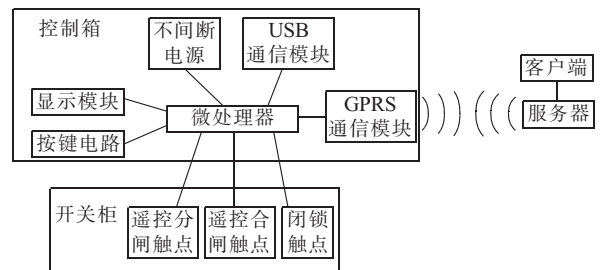 控制箱
不间断
电源
USB
通信模块
显示模块
按键电路
微处理器
GPRS
通信模块
客户端
服务器
开关柜
遥控分
闸触点
遥控合
闸触点
闭锁
触点